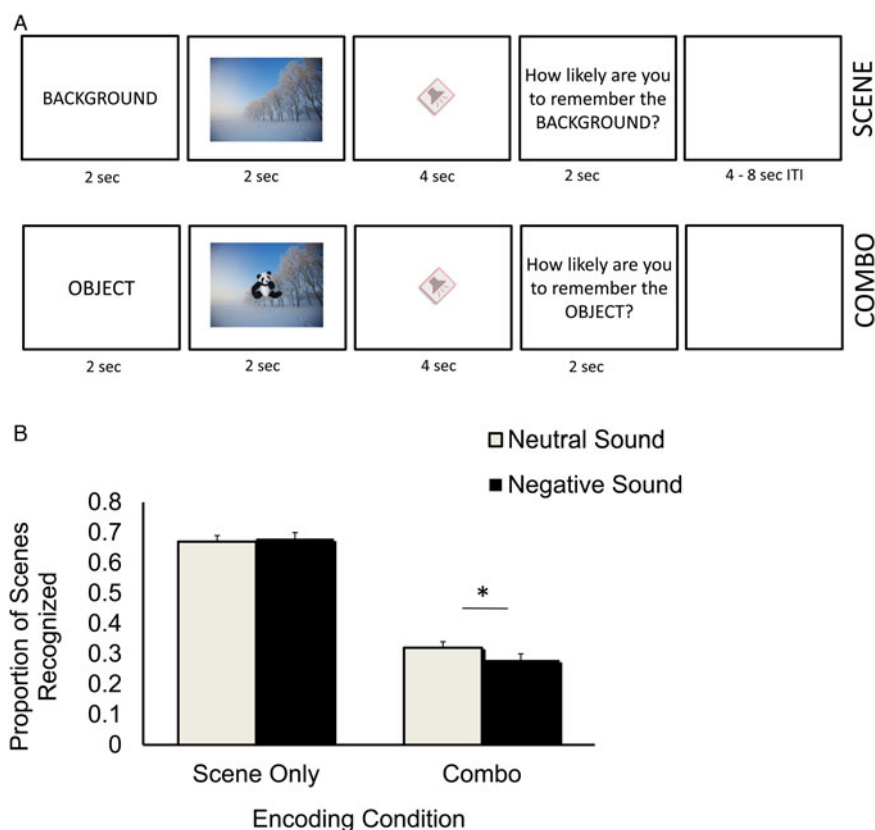 A
BACKGROUND
2 sec
2 sec
4 sec
How likely are you
to remember the
BACKGROUND?
2 sec
4 - 8 sec ITI
SCENE
OBJECT
2 sec
2 sec
4 sec
How likely are you
to remember the
OBJECT?
2 sec
COMBO
B
Neutral Sound
Negative Sound
Proportion of Scenes
Recognized
0.8
0.7
0.6
0.5
0.4
0.3
0.2
0.1
0
*
Scene Only
Combo
Encoding Condition